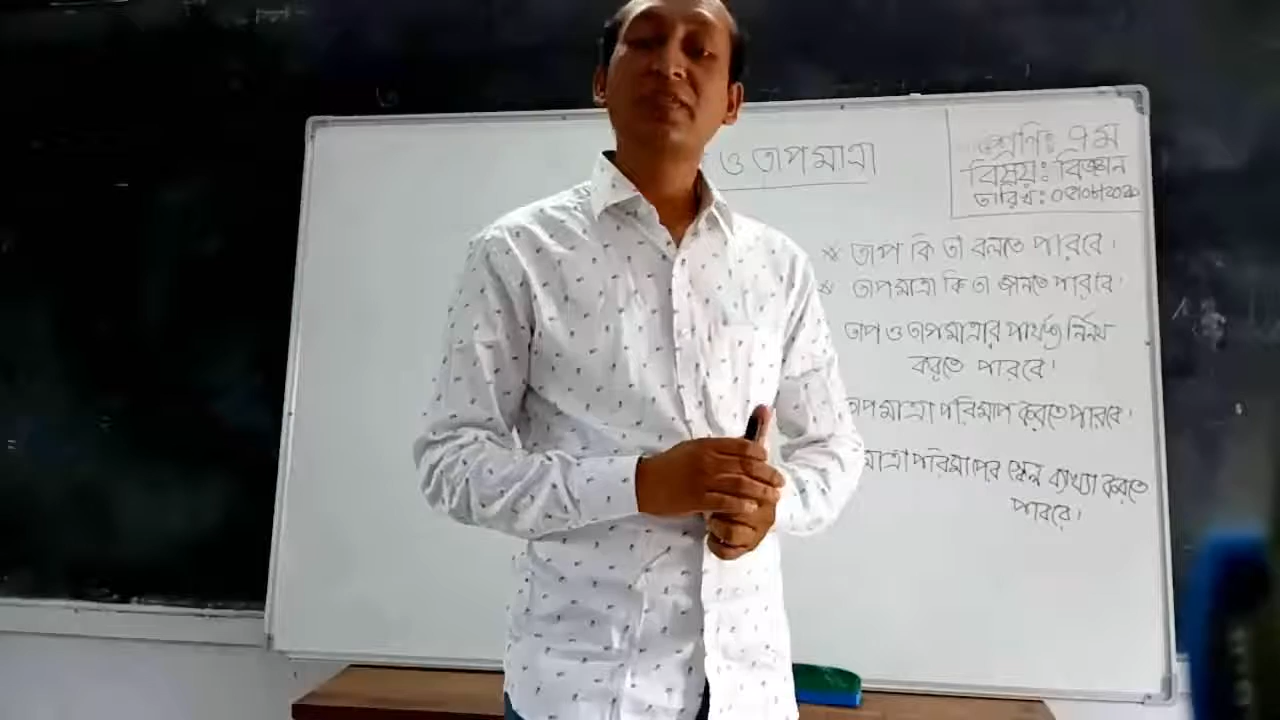 ও তাপমাত্রা
শ্রেণি: ৭ম
বিষয়: বিজ্ঞান
তারিখ:
* তাপ কি তা বলতে পারবে।
* তাপমাত্রা কি তা জানতে পারবে।
তাপ ও তাপমাত্রার পার্থক্য নির্নয়
করতে পারবে।
তাপমাত্রা পরিমাপ করতে পারবে।
মাত্রা পরিমাপের স্কেল ব্যাখ্যা করতে
পারবে।